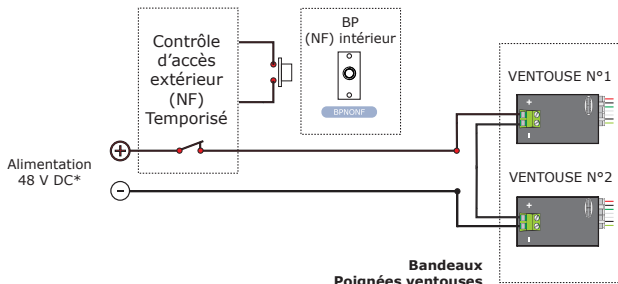 Contrôle
d'accès
extérieur
(NF)
Temporisé
BP
(NF) intérieur
BPNONF
VENTOUSE N°1
+
-
Alimentation
48 V DC*
+
-
VENTOUSE N°2
+
-
Bandeaux
Poignées ventouses